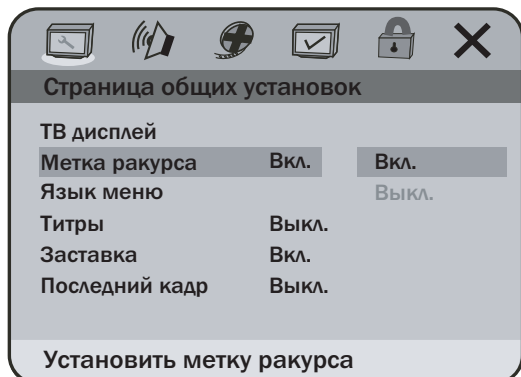 Страница общих установок
ТВ дисплей
Метка ракурса Вкл. Вкл.
Язык меню Выкл.
Титры Выкл.
Заставка Вкл.
Последний кадр Выкл.
Установить метку ракурса